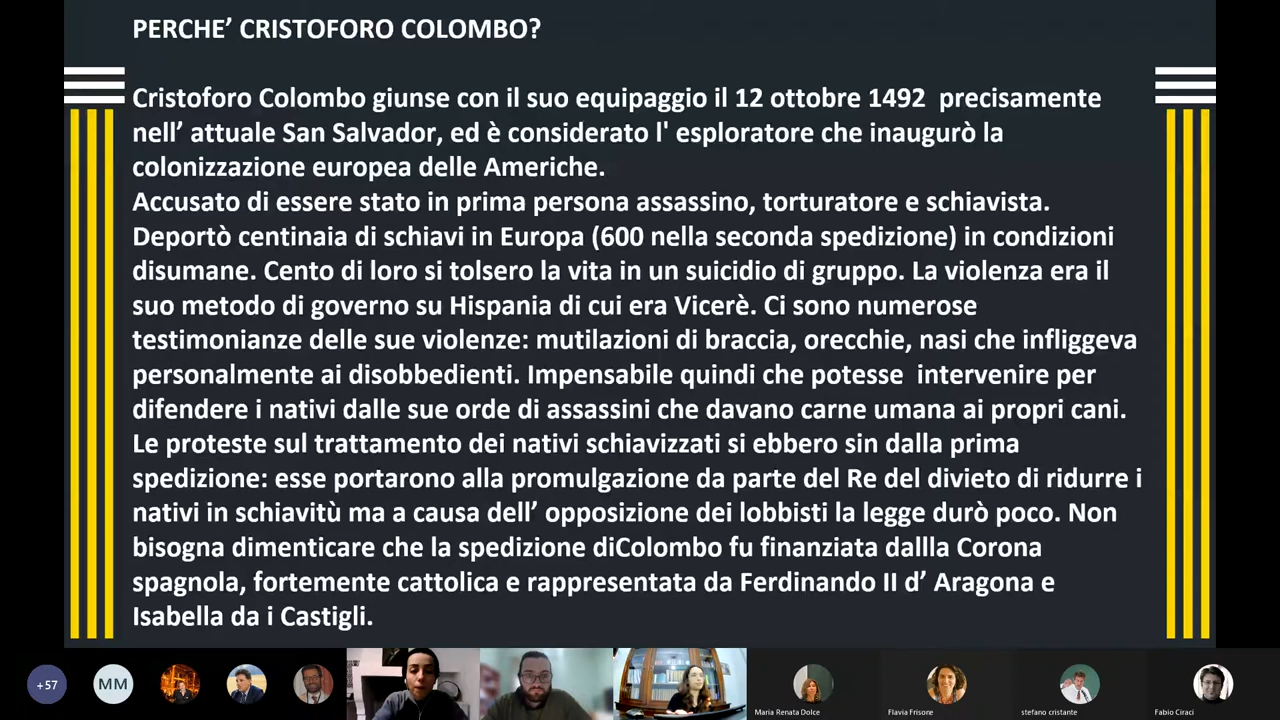 PERCHE’ CRISTOFORO COLOMBO?
Cristoforo Colombo giunse con il suo equipaggio il 12 ottobre 1492 precisamente
nell’ attuale San Salvador, ed è considerato l' esploratore che inaugurò la
colonizzazione europea delle Americhe.
Accusato di essere stato in prima persona assassino, torturatore e schiavista.
Deportò centinaia di schiavi in Europa (600 nella seconda spedizione) in condizioni
disumane. Cento di loro si tolsero la vita in un suicidio di gruppo. La violenza era il
suo metodo di governo su Hispania di cui era Vicerè. Ci sono numerose
testimonianze delle sue violenze: mutilazioni di braccia, orecchie, nasi che infliggeva
personalmente ai disobbedienti. Impensabile quindi che potesse intervenire per
difendere i nativi dalle sue orde di assassini che davano carne umana ai propri cani.
Le proteste sul trattamento dei nativi schiavizzati si ebbero sin dalla prima
spedizione: esse portarono alla promulgazione da parte del Re del divieto di ridurre i
nativi in schiavitù ma a causa dell’ opposizione dei lobbisti la legge durò poco. Non
bisogna dimenticare che la spedizione diColombo fu finanziata dallla Corona
spagnola, fortemente cattolica e rappresentata da Ferdinando II d’ Aragona e
Isabella da i Castigli.
+57
MM
Maria Renata Dolce
Flavia Frisone
stefano cristante
Fabio Ciracì